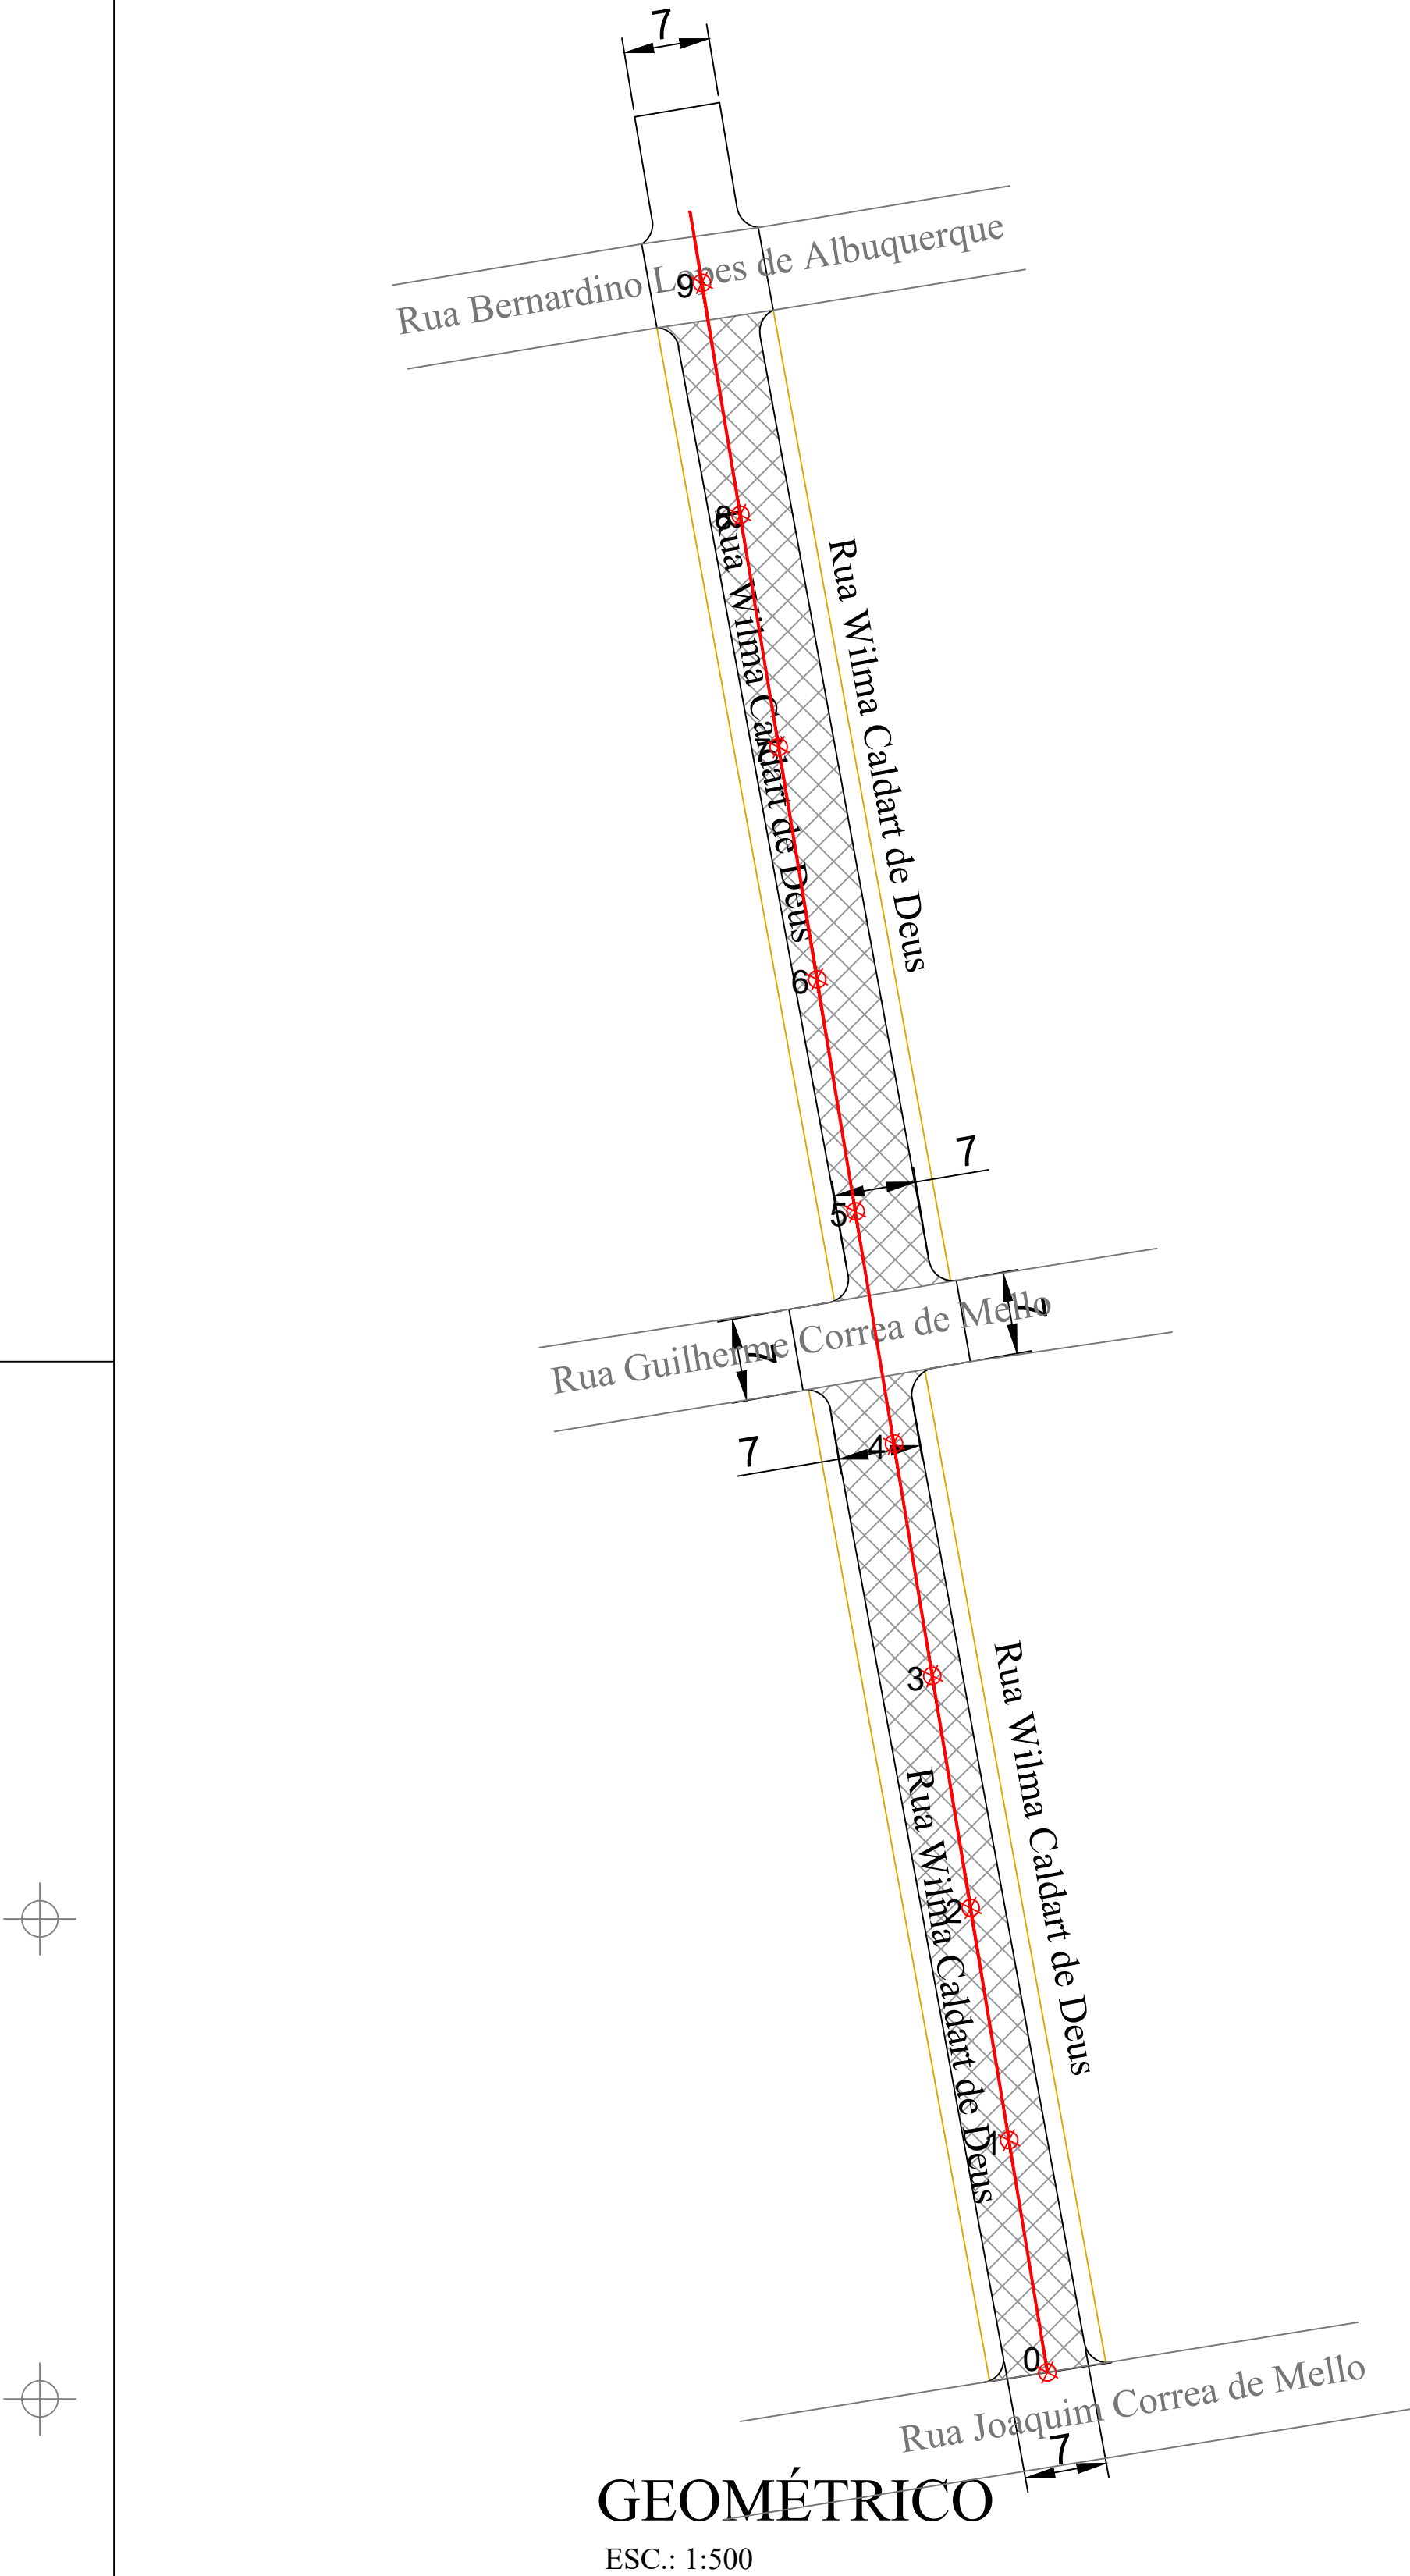 7
Rua Bernardino Lopes de Albuquerque
9
8
Rua Wilma Caldart de Deus
Rua Wilma Caldart de Deus
7
6
7
5
Rua Guilherme Correa de Mello
7
7
7
4
3
Rua Wilma Caldart de Deus
Rua Wilma Caldart de Deus
2
1
0
Rua Joaquim Correa de Mello
7
GEOMÉTRICO
ESC.: 1:500